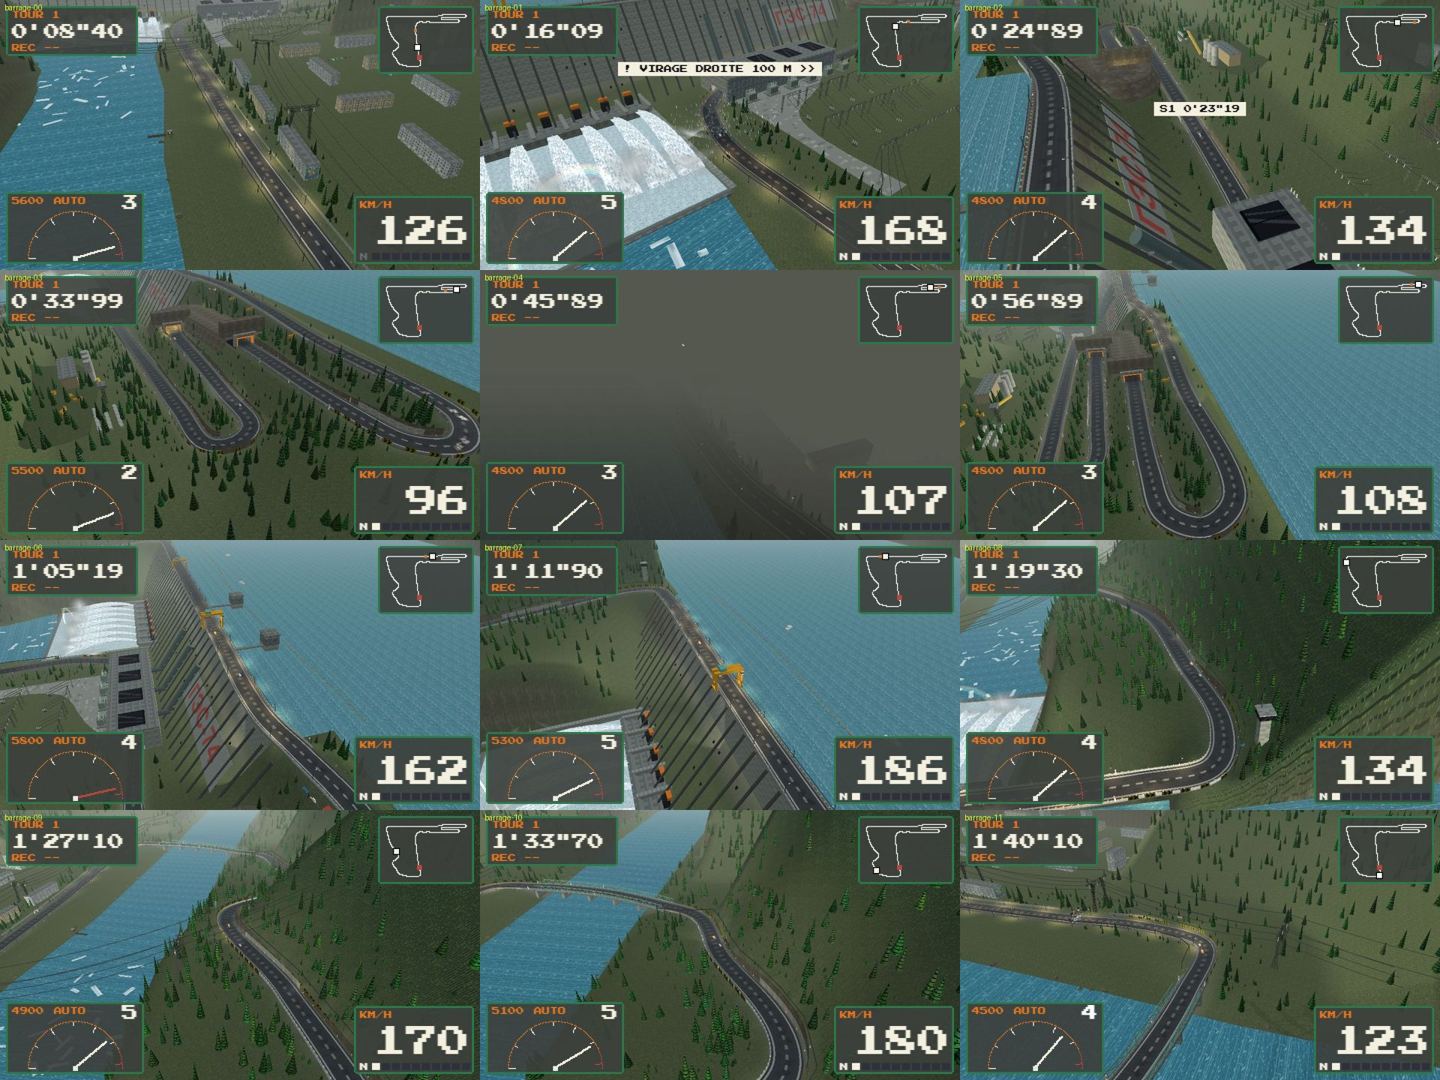 barrage-00
TOUR 1
0'08"40
REC --
5600 AUTO 3
KM/H
126
N
barrage-01
TOUR 1
0'16"09
REC --
ГЭС 74
! VIRAGE DROITE 100 M >>
4800 AUTO 5
KM/H
168
N
barrage-02
TOUR 1
0'24"89
REC --
S1 0'23"19
4800 AUTO 4
KM/H
134
N
barrage-03
TOUR 1
0'33"99
REC --
5500 AUTO 2
KM/H
96
N
barrage-04
TOUR 1
0'45"89
REC --
4800 AUTO 3
KM/H
107
N
barrage-05
TOUR 1
0'56"89
REC --
4800 AUTO 3
KM/H
108
N
barrage-06
TOUR 1
1'05"19
REC --
5800 AUTO 4
KM/H
162
N
barrage-07
TOUR 1
1'11"90
REC --
5300 AUTO 5
KM/H
186
N
barrage-08
TOUR 1
1'19"30
REC --
4800 AUTO 4
KM/H
134
N
barrage-09
TOUR 1
1'27"10
REC --
4900 AUTO 5
KM/H
170
N
barrage-10
TOUR 1
1'33"70
REC --
5100 AUTO 5
KM/H
180
N
barrage-11
TOUR 1
1'40"10
REC --
4500 AUTO 4
KM/H
123
N